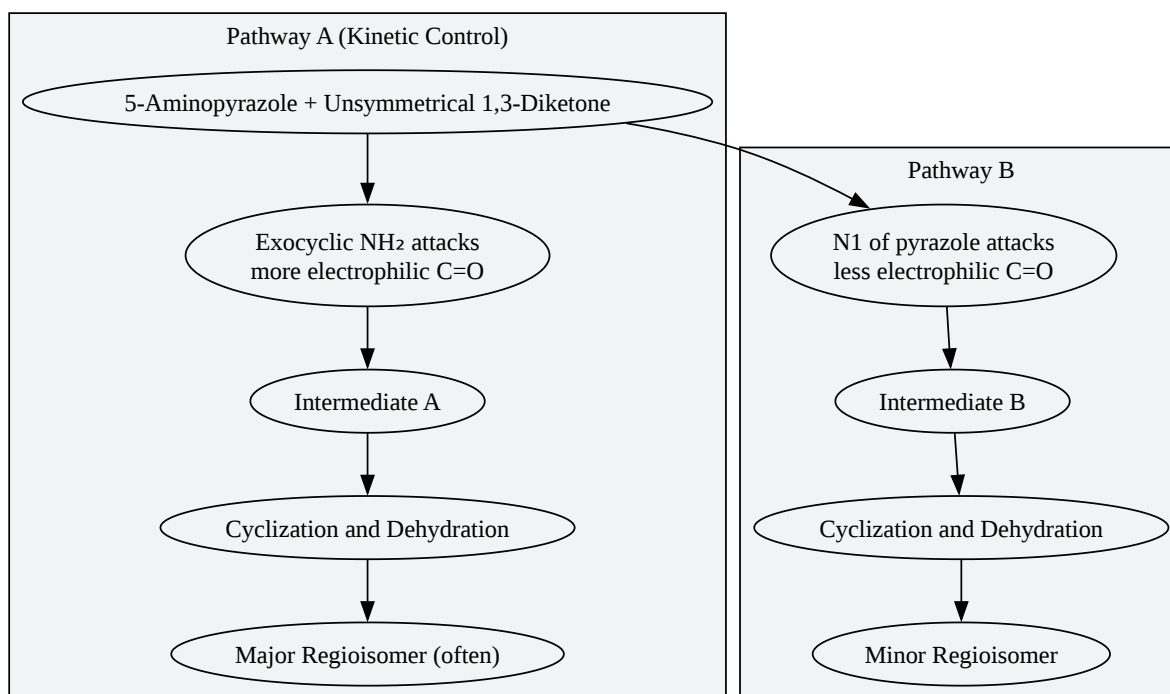 Pathway A (Kinetic Control)
5-Aminopyrazole + Unsymmetrical 1,3-Diketone
Exocyclic NH₂ attacks
more electrophilic C=O
Intermediate A
Cyclization and Dehydration
Major Regioisomer (often)
Pathway B
N1 of pyrazole attacks
less electrophilic C=O
Intermediate B
Cyclization and Dehydration
Minor Regioisomer